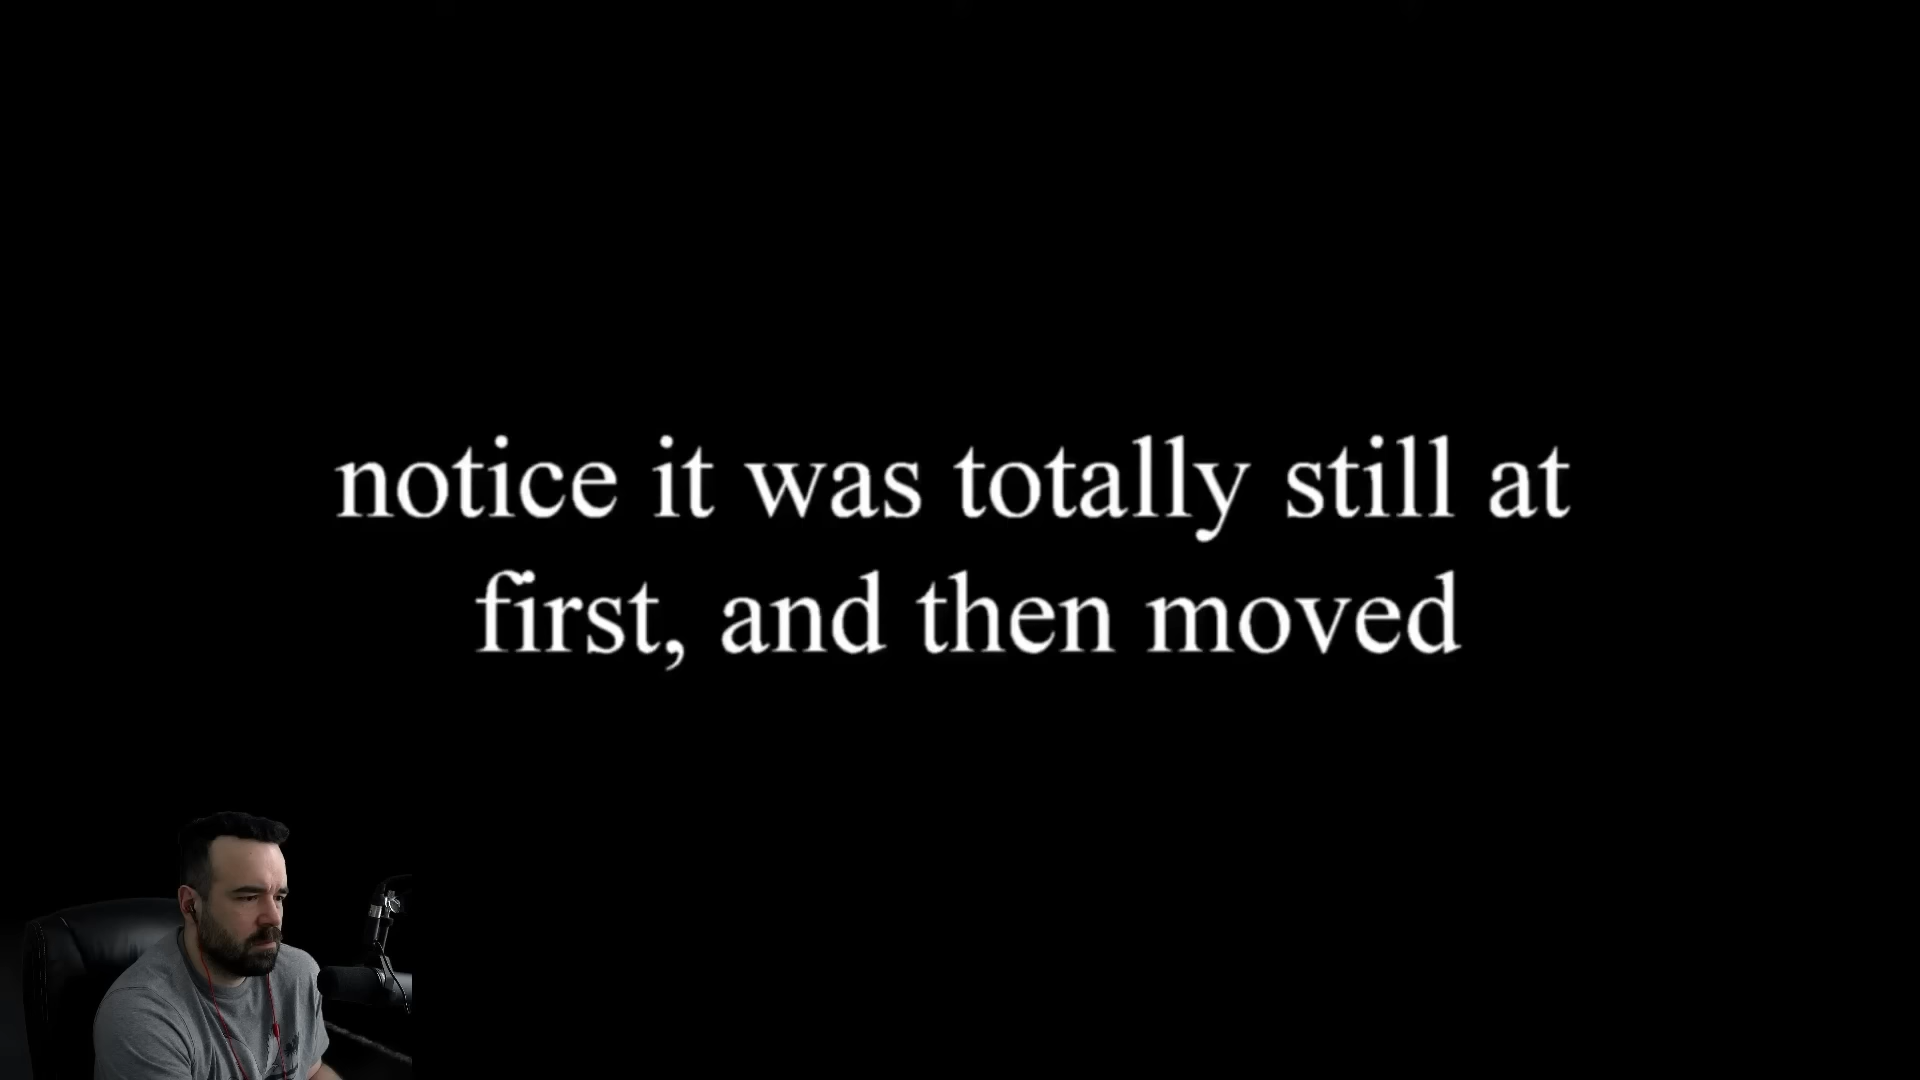 notice it was totally still at
first, and then moved